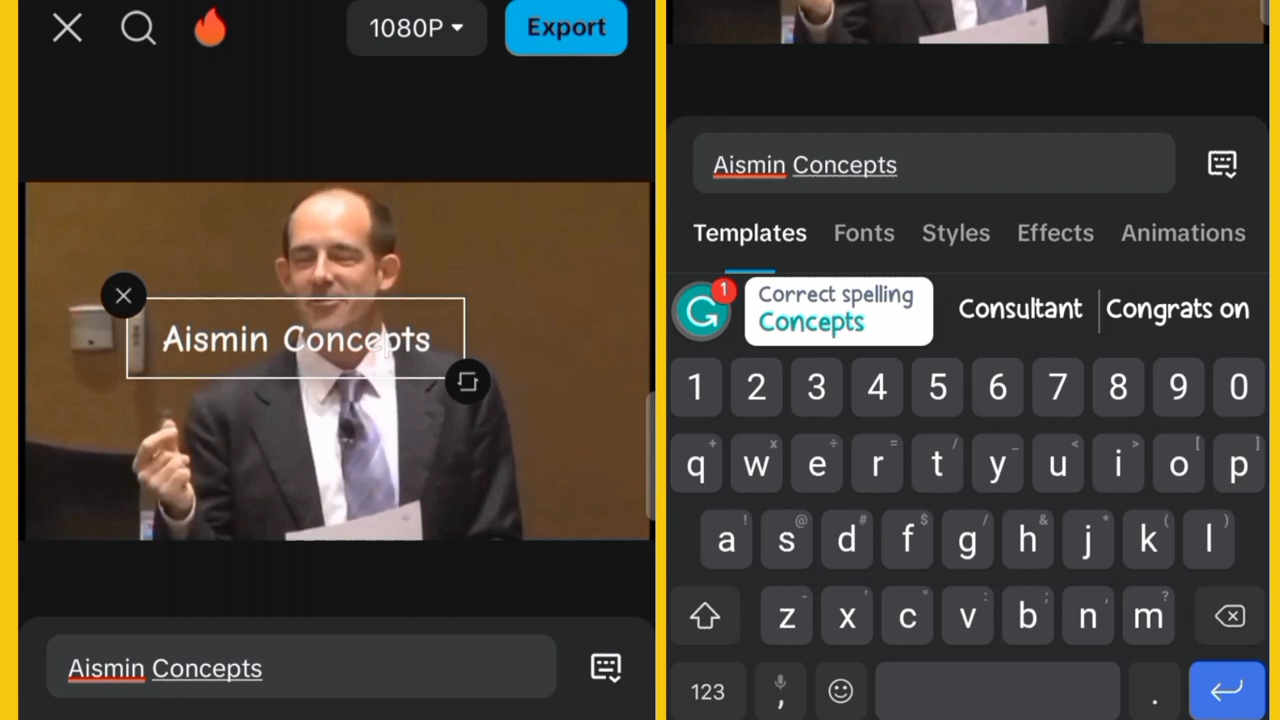 1080P
Export
Aismin Concepts
Aismin Concepts
Aismin Concepts
Templates Fonts Styles Effects Animations
1
Correct spelling
Concepts
Consultant
Congrats on
1 2 3 4 5 6 7 8 9 0
+ x ÷ = / _ < > [ ]
q w e r t y u i o p
! @ # $ / & * ( )
a s d f g h j k l
- ' " : ; , ?
z x c v b n m
123 , .